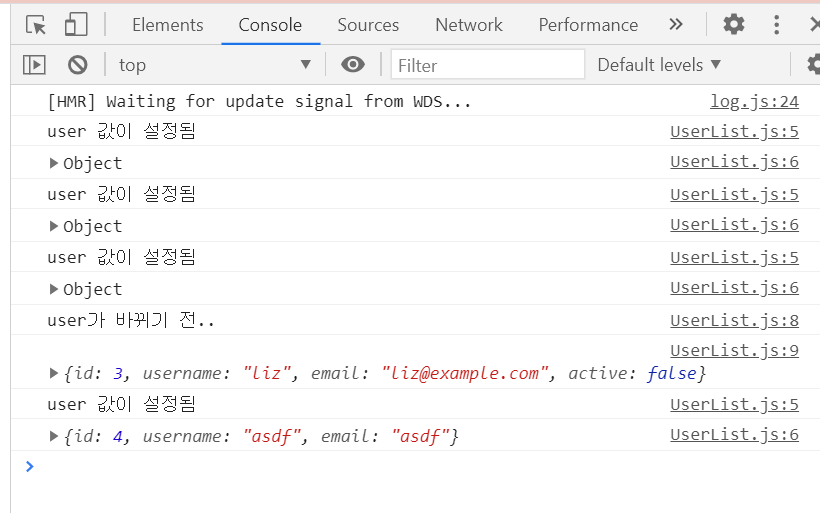 Elements Console Sources Network Performance
top Filter Default levels
[HMR] Waiting for update signal from WDS... log.js:24
user 값이 설정됨 UserList.js:5
Object UserList.js:6
user 값이 설정됨 UserList.js:5
Object UserList.js:6
user 값이 설정됨 UserList.js:5
Object UserList.js:6
user가 바뀌기 전.. UserList.js:8
UserList.js:9
{id: 3, username: "liz", email: "liz@example.com", active: false}
user 값이 설정됨 UserList.js:5
{id: 4, username: "asdf", email: "asdf"} UserList.js:6